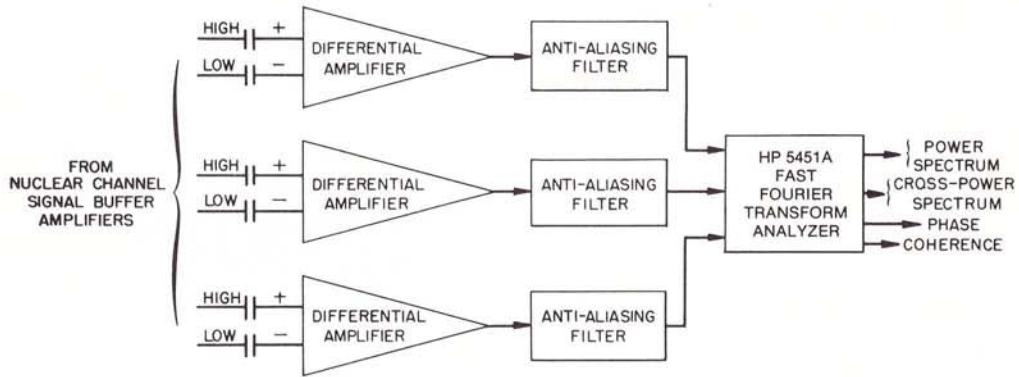 HIGH +
LOW −
DIFFERENTIAL
AMPLIFIER
ANTI-ALIASING
FILTER
FROM
NUCLEAR CHANNEL
SIGNAL BUFFER
AMPLIFIERS
HIGH +
LOW −
DIFFERENTIAL
AMPLIFIER
ANTI-ALIASING
FILTER
HP 5451A
FAST
FOURIER
TRANSFORM
ANALYZER
POWER
SPECTRUM
CROSS-POWER
SPECTRUM
PHASE
COHERENCE
HIGH +
LOW −
DIFFERENTIAL
AMPLIFIER
ANTI-ALIASING
FILTER